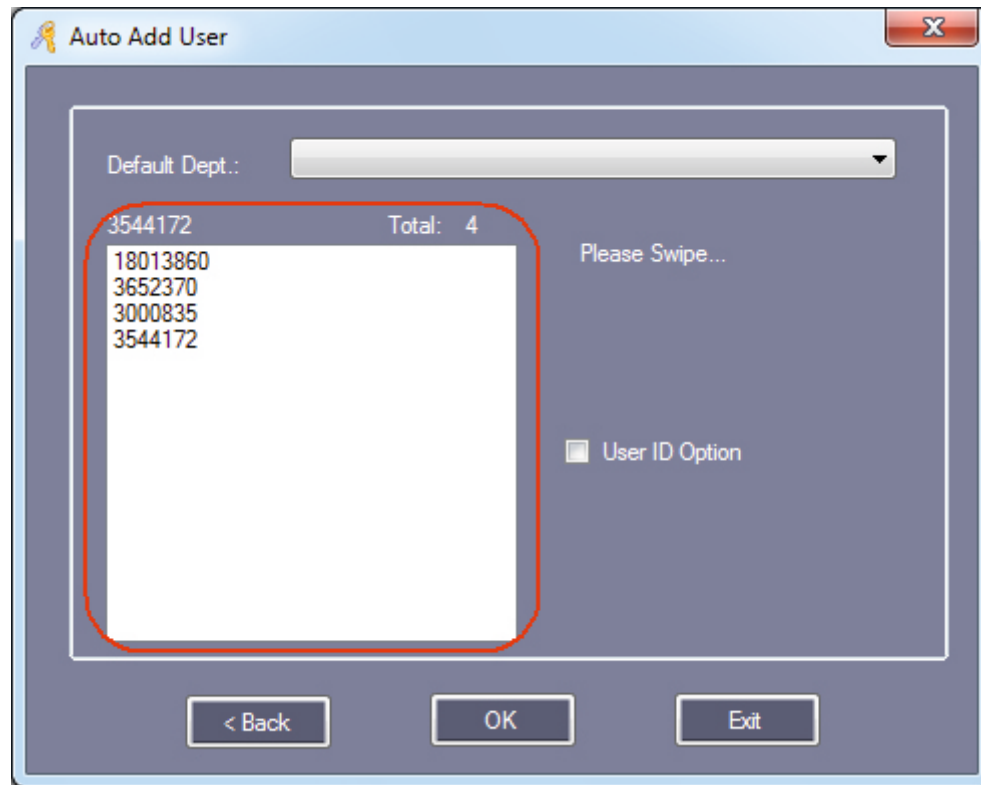 Auto Add User
Default Dept.:
3544172 Total: 4
18013860
3652370
3000835
3544172
Please Swipe...
User ID Option
< Back OK Exit